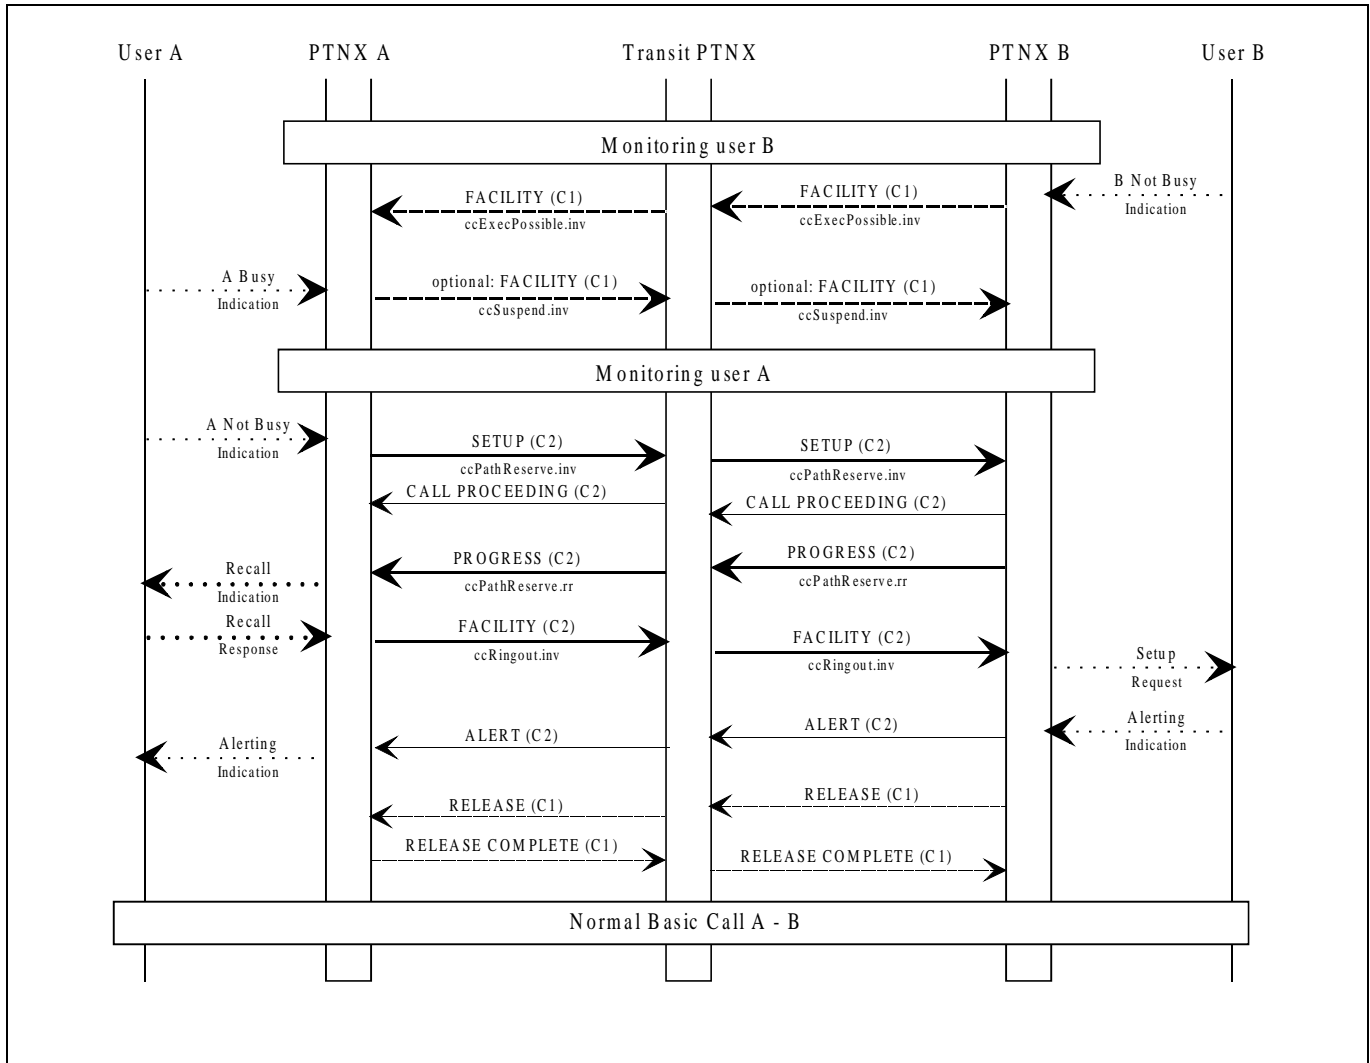 User A
PTNX A
Transit PTNX
PTNX B
User B
Monitoring user B
FACILITY (C1)
ccExecPossible.inv
FACILITY (C1)
ccExecPossible.inv
B Not Busy
Indication
A Busy
Indication
optional: FACILITY (C1)
ccSuspend.inv
optional: FACILITY (C1)
ccSuspend.inv
Monitoring user A
A Not Busy
Indication
SETUP (C2)
ccPathReserve.inv
SETUP (C2)
ccPathReserve.inv
CALL PROCEEDING (C2)
CALL PROCEEDING (C2)
Recall
Indication
PROGRESS (C2)
ccPathReserve.rr
PROGRESS (C2)
ccPathReserve.rr
Recall
Response
FACILITY (C2)
ccRingout.inv
FACILITY (C2)
ccRingout.inv
Setup
Request
Alerting
Indication
ALERT (C2)
ALERT (C2)
Alerting
Indication
RELEASE (C1)
RELEASE (C1)
RELEASE COMPLETE (C1)
RELEASE COMPLETE (C1)
Normal Basic Call A - B